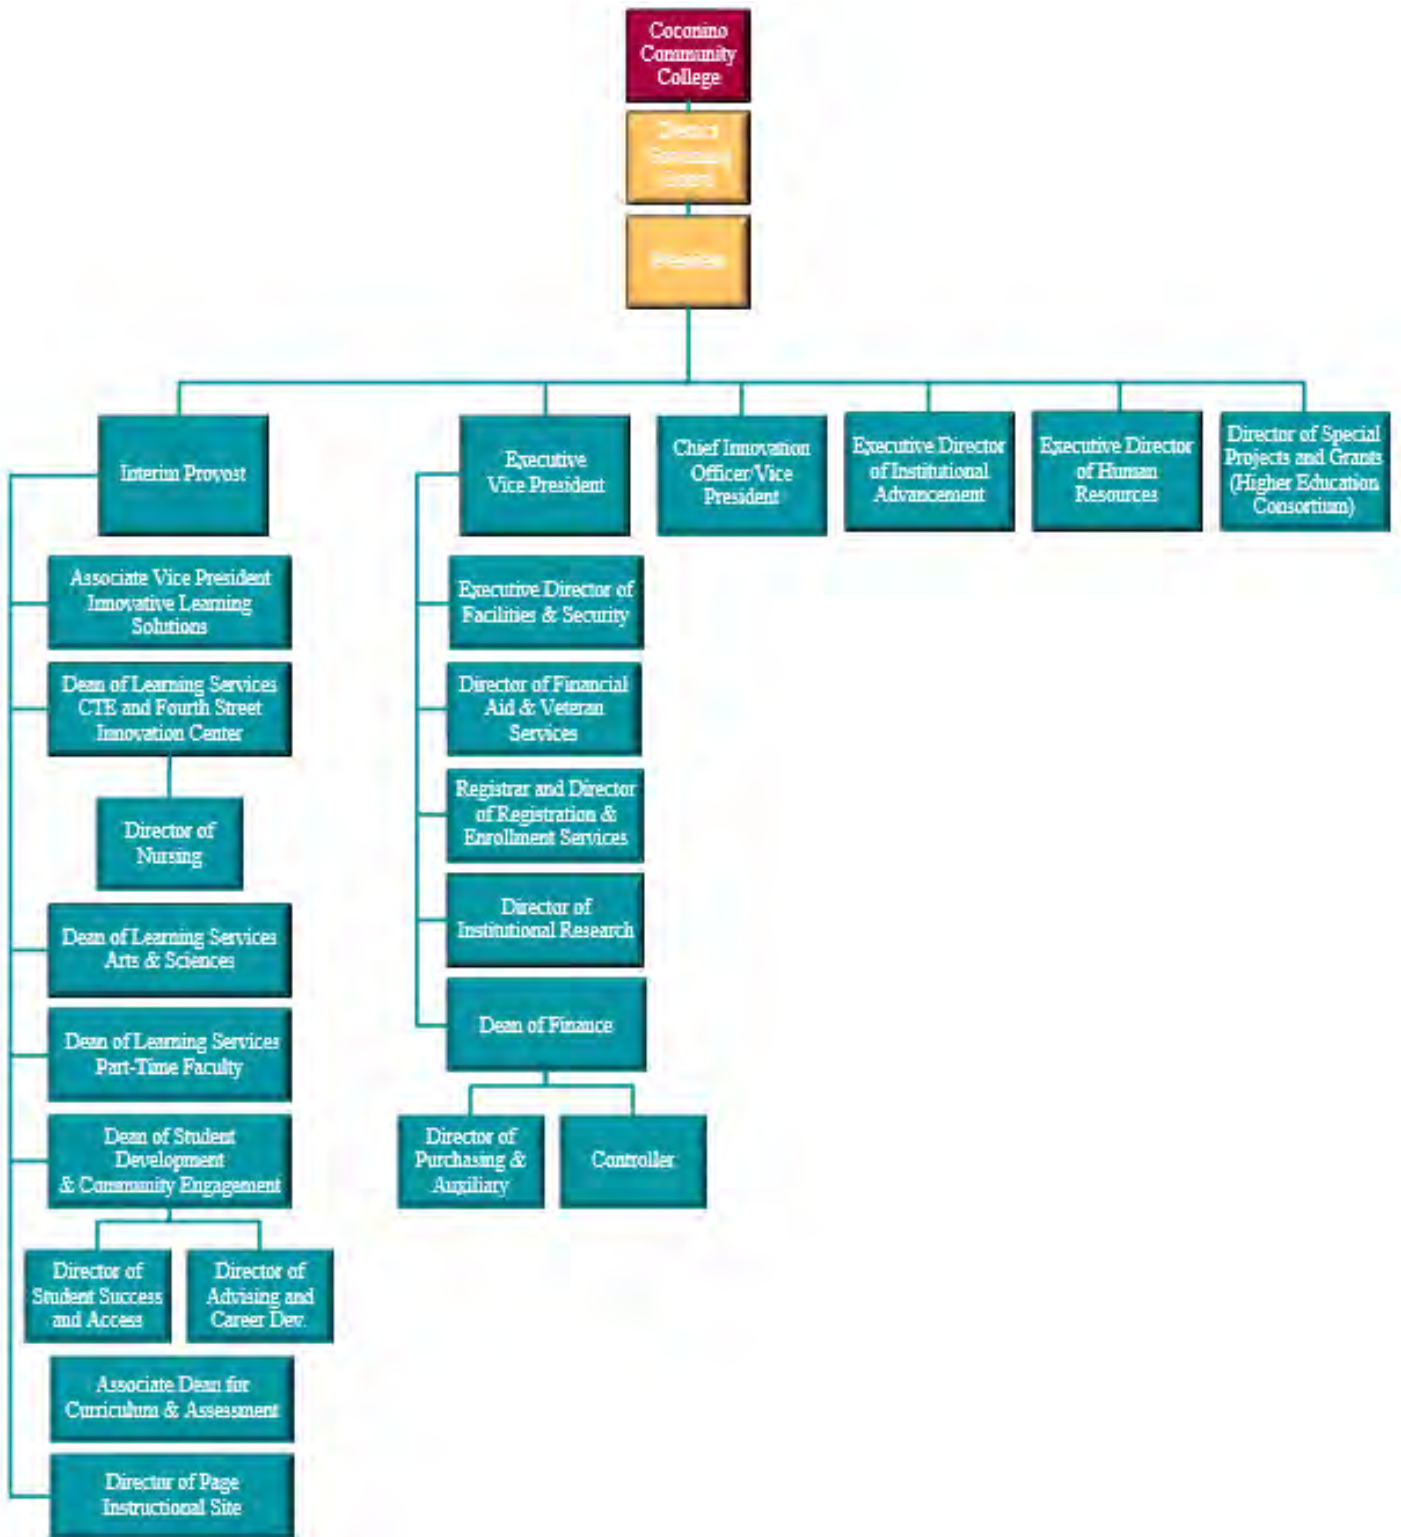 Coconino
Community
College
District
Governing
Board
President
Interim Provost
Executive
Vice President
Chief Innovation
Officer/Vice
President
Executive Director
of Institutional
Advancement
Executive Director
of Human
Resources
Director of Special
Projects and Grants
(Higher Education
Consortium)
Associate Vice President
Innovative Learning
Solutions
Dean of Learning Services
CTE and Fourth Street
Innovation Center
Director of
Nursing
Dean of Learning Services
Arts & Sciences
Dean of Learning Services
Part-Time Faculty
Dean of Student
Development
& Community Engagement
Director of
Student Success
and Access
Director of
Advising and
Career Dev.
Associate Dean for
Curriculum & Assessment
Director of Page
Instructional Site
Executive Director of
Facilities & Security
Director of Financial
Aid & Veteran
Services
Registrar and Director
of Registration &
Enrollment Services
Director of
Institutional Research
Dean of Finance
Director of
Purchasing &
Auxiliary
Controller